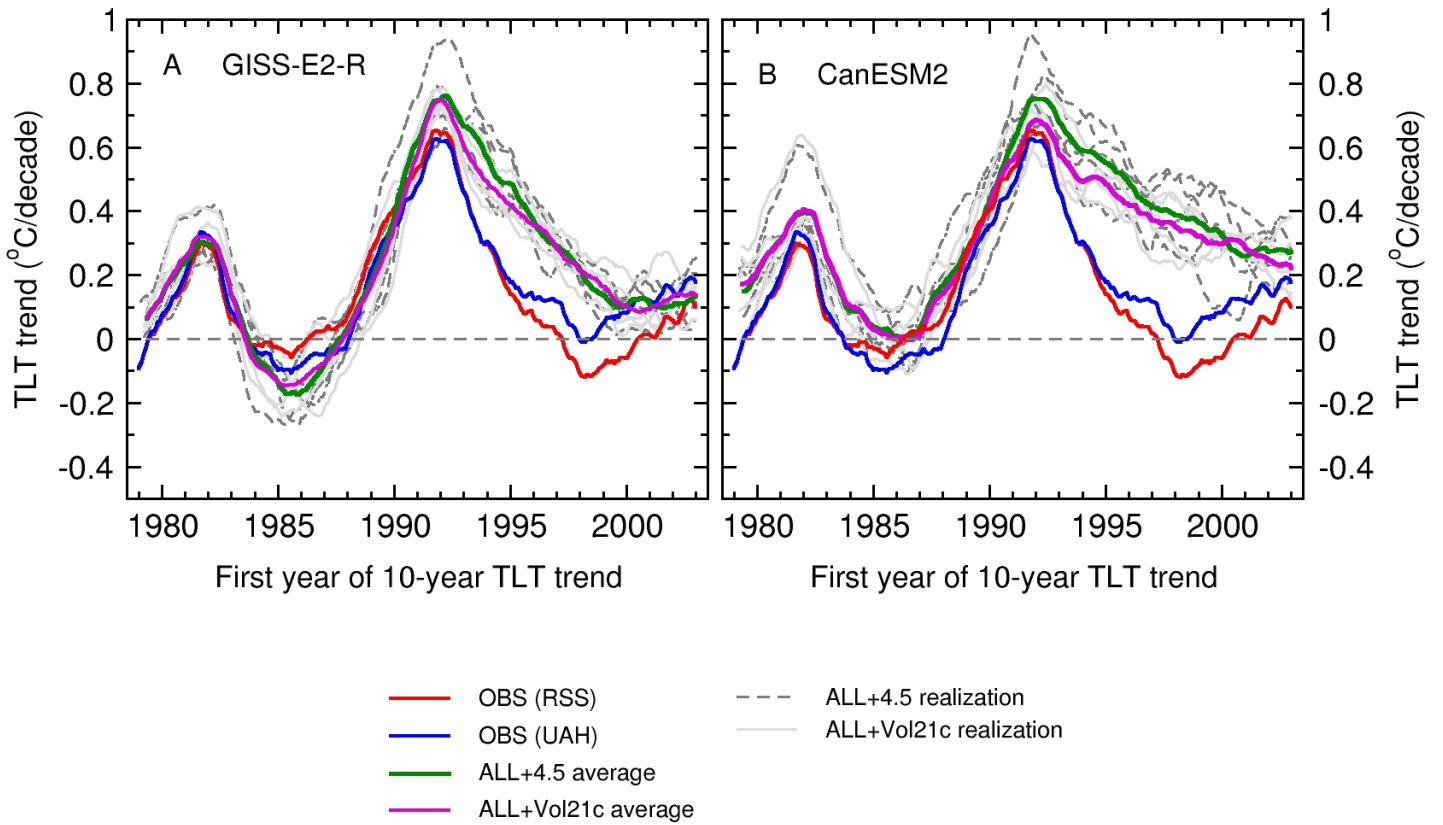 A GISS-E2-R
B CanESM2
TLT trend (°C/decade)
1
0.8
0.6
0.4
0.2
0
-0.2
-0.4
1
0.8
0.6
0.4
0.2
0
-0.2
-0.4
TLT trend (°C/decade)
1980 1985 1990 1995 2000
1980 1985 1990 1995 2000
First year of 10-year TLT trend
First year of 10-year TLT trend
OBS (RSS)
OBS (UAH)
ALL+4.5 average
ALL+Vol21c average
ALL+4.5 realization
ALL+Vol21c realization